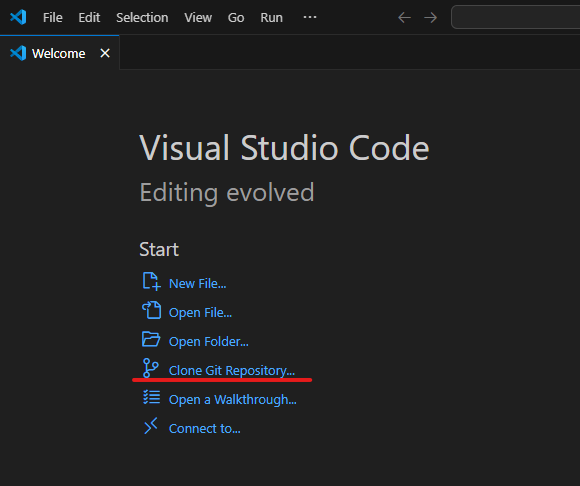 File Edit Selection View Go Run ···
Welcome
Visual Studio Code
Editing evolved
Start
New File...
Open File...
Open Folder...
Clone Git Repository...
Open a Walkthrough...
Connect to...